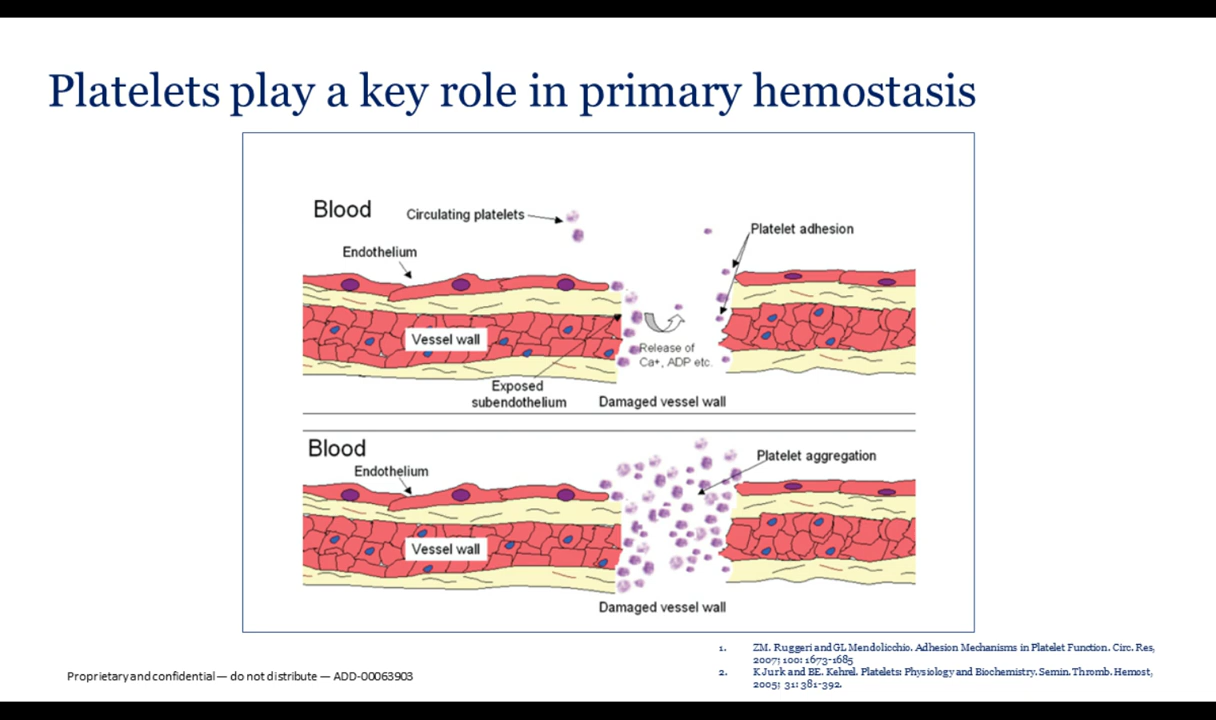 Platelets play a key role in primary hemostasis
Blood
Circulating platelets
Platelet adhesion
Endothelium
Vessel wall
Release of
Ca+, ADP etc.
Exposed
subendothelium
Damaged vessel wall
Blood
Platelet aggregation
Endothelium
Vessel wall
Damaged vessel wall
1. ZM. Ruggeri and GL Mendolicchio. Adhesion Mechanisms in Platelet Function. Circ. Res,
2007; 100: 1673-1685
2. K Jurk and BE. Kehrel. Platelets: Physiology and Biochemistry. Semin. Thromb. Hemost,
2005; 31: 381-392.
Proprietary and confidential — do not distribute — ADD-00063903